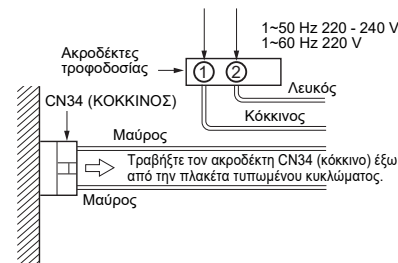 1~50 Hz 220 - 240 V
1~60 Hz 220 V
Ακροδέκτες
τροφοδοσίας
1 2
Λευκός
CN34 (ΚΟΚΚΙΝΟΣ)
Κόκκινος
Μαύρος
Τραβήξτε τον ακροδέκτη CN34 (κόκκινο) έξω
από την πλακέτα τυπωμένου κυκλώματος.
Μαύρος